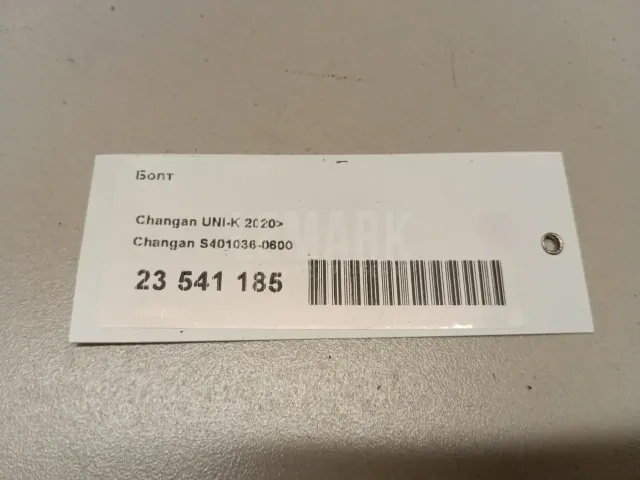 Болт
Changan UNI-K 2020>
Changan S401036-0600
23 541 185